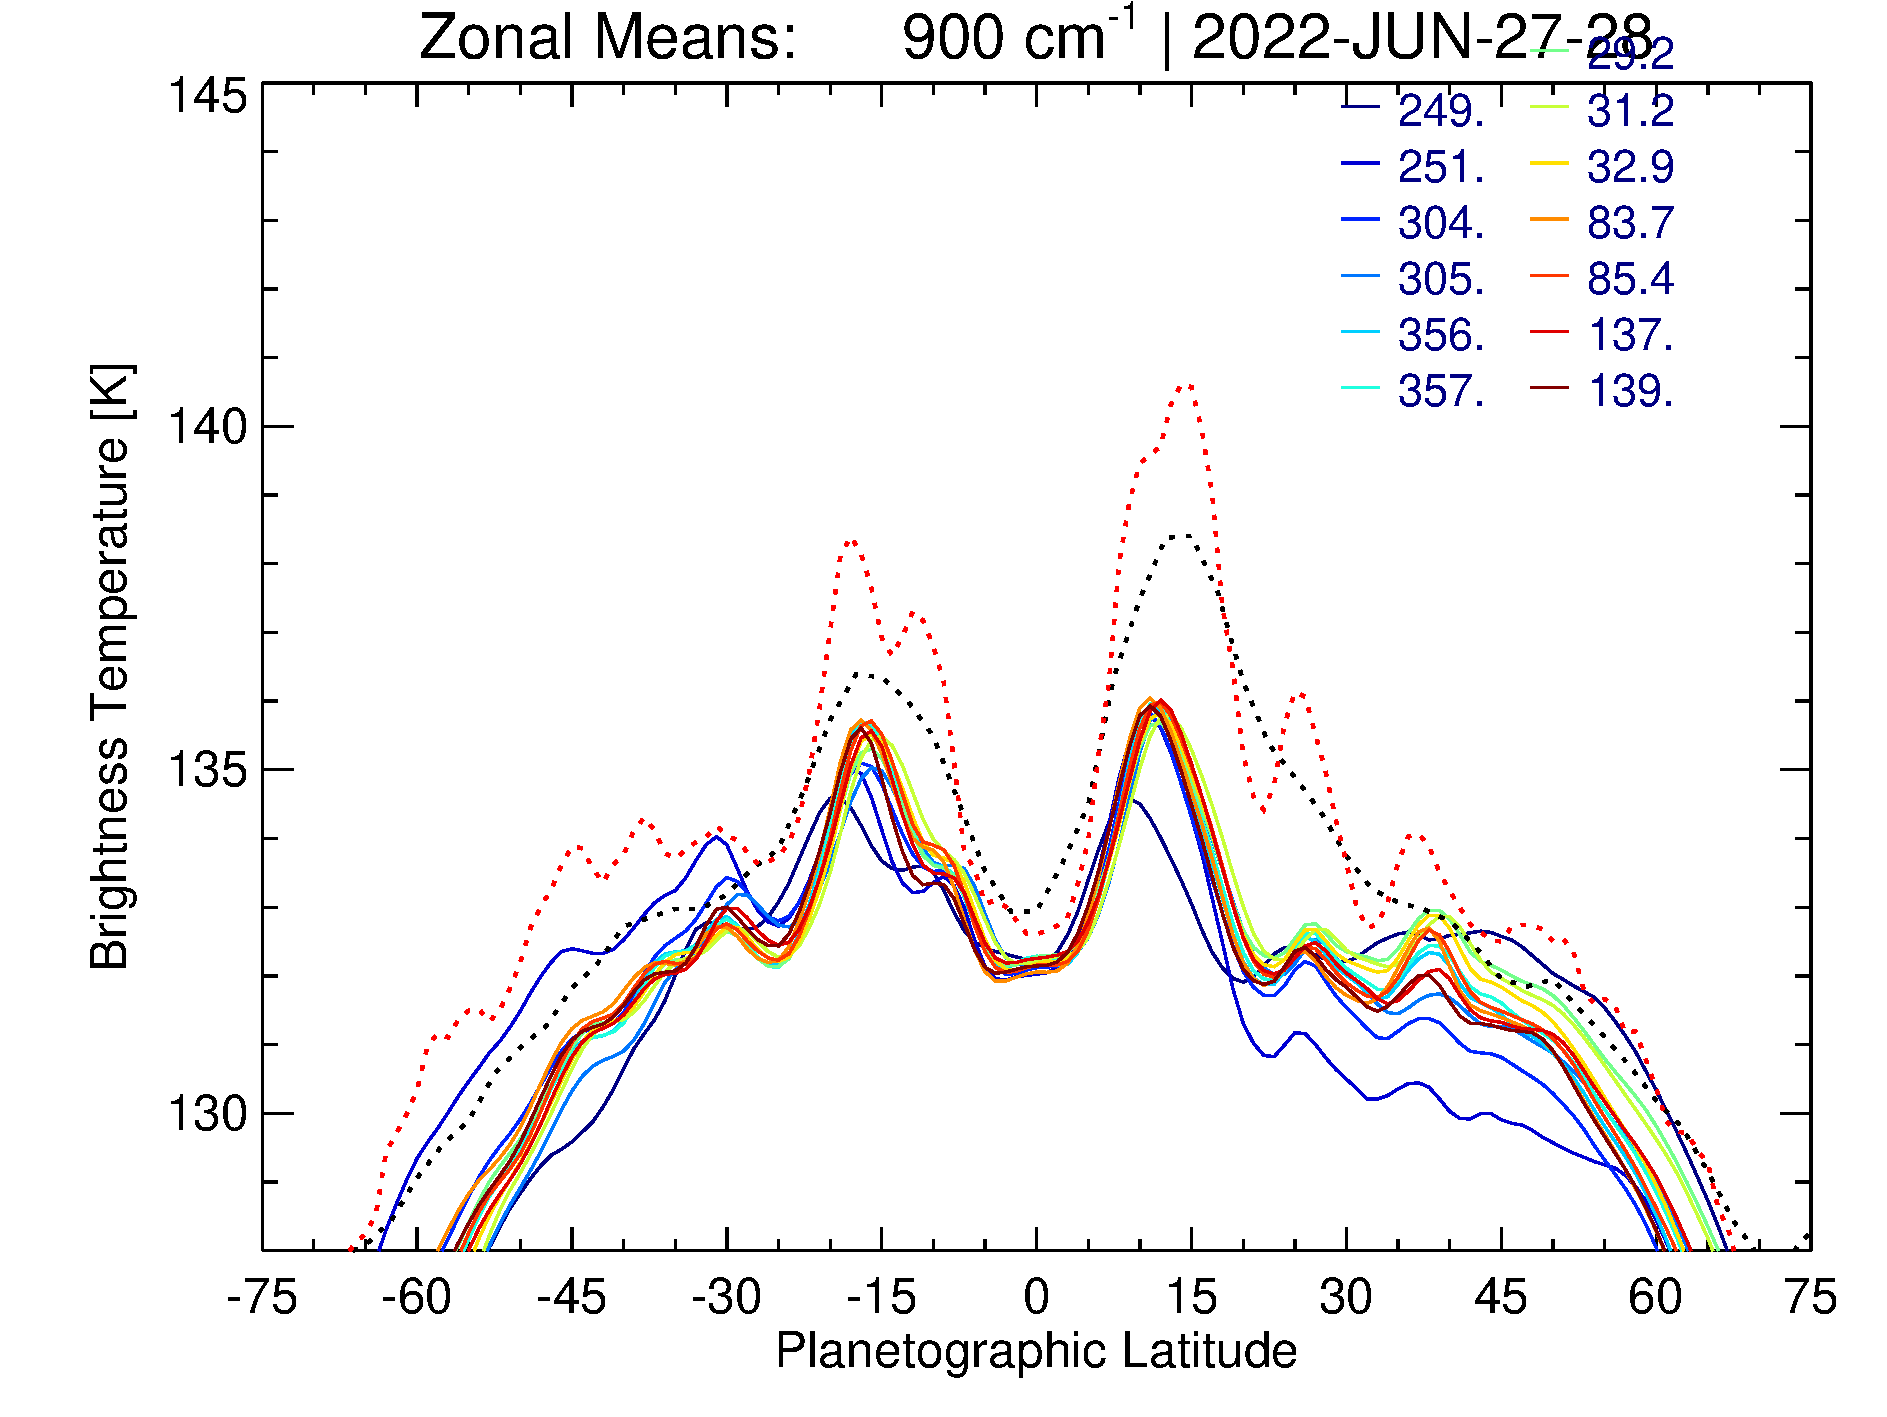 Zonal Means: 900 cm-1 | 2022-JUN-27-28
29.2
249. 31.2
251. 32.9
304. 83.7
305. 85.4
356. 137.
357. 139.
145
140
135
130
Brightness Temperature [K]
-75 -60 -45 -30 -15 0 15 30 45 60 75
Planetographic Latitude